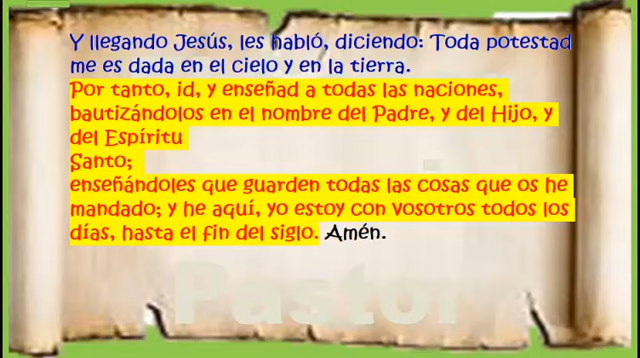 Y llegando Jesús, les habló, diciendo: Toda potestad
me es dada en el cielo y en la tierra.
Por tanto, id, y enseñad a todas las naciones,
bautizándolos en el nombre del Padre, y del Hijo, y
del Espíritu
Santo;
enseñándoles que guarden todas las cosas que os he
mandado; y he aquí, yo estoy con vosotros todos los
días, hasta el fin del siglo. Amén.
Pastor